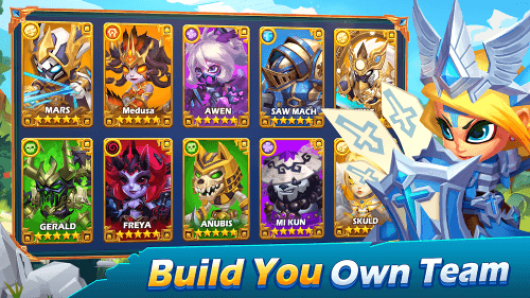 MARS
Medusa
AWEN
SAW MACH
GERALD
FREYA
ANUBIS
MI KUN
SKULD
Build You Own Team